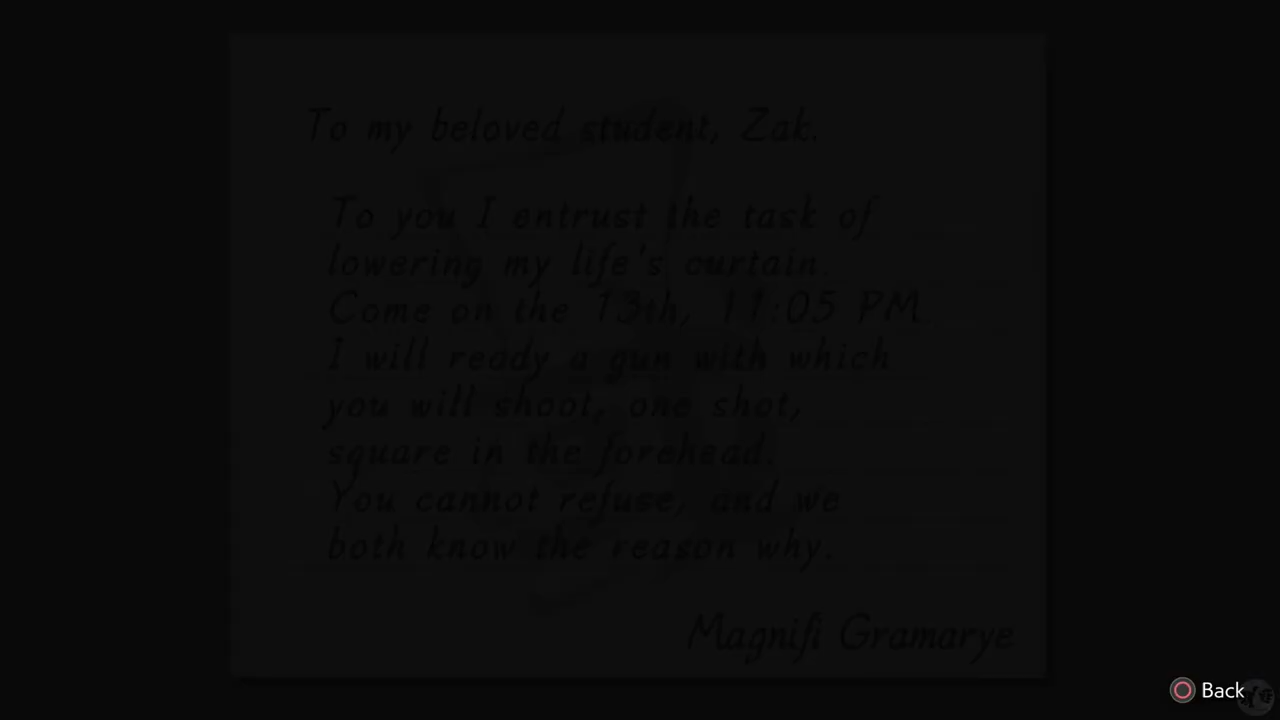 To my beloved student, Zak.
To you I entrust the task of
lowering my life's curtain.
Come on the 13th, 11:05 PM.
I will ready a gun with which
you will shoot, one shot,
square in the forehead.
You cannot refuse, and we
both know the reason why.
Magnifi Gramarye
Back